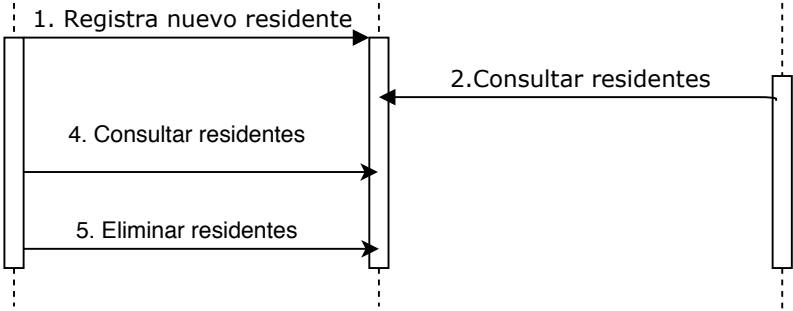 1. Registra nuevo residente
2.Consultar residentes
4. Consultar residentes
5. Eliminar residentes